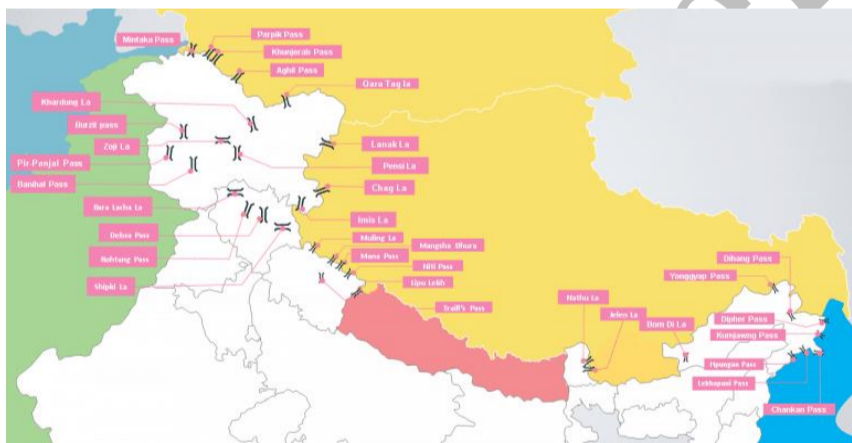 Mintaka Pass
Parpik Pass
Khunjerab Pass
Aghil Pass
Qara Tag la
Khardung La
Burzil pass
Zoji La
Pir-Panjal Pass
Banihal Pass
Lanak La
Pensi La
Chag La
Imis La
Bara Lacha La
Debsa Pass
Rohtang Pass
Shipki La
Muling La
Mangsha Dhura
Mana Pass
Niti Pass
Lipu Lekh
Traill's Pass
Nathu La
Jelep La
Bom Di La
Yonggyap Pass
Dihang Pass
Dipher Pass
Kumjawng Pass
Hpungan Pass
Lekhapani Pass
Chankan Pass